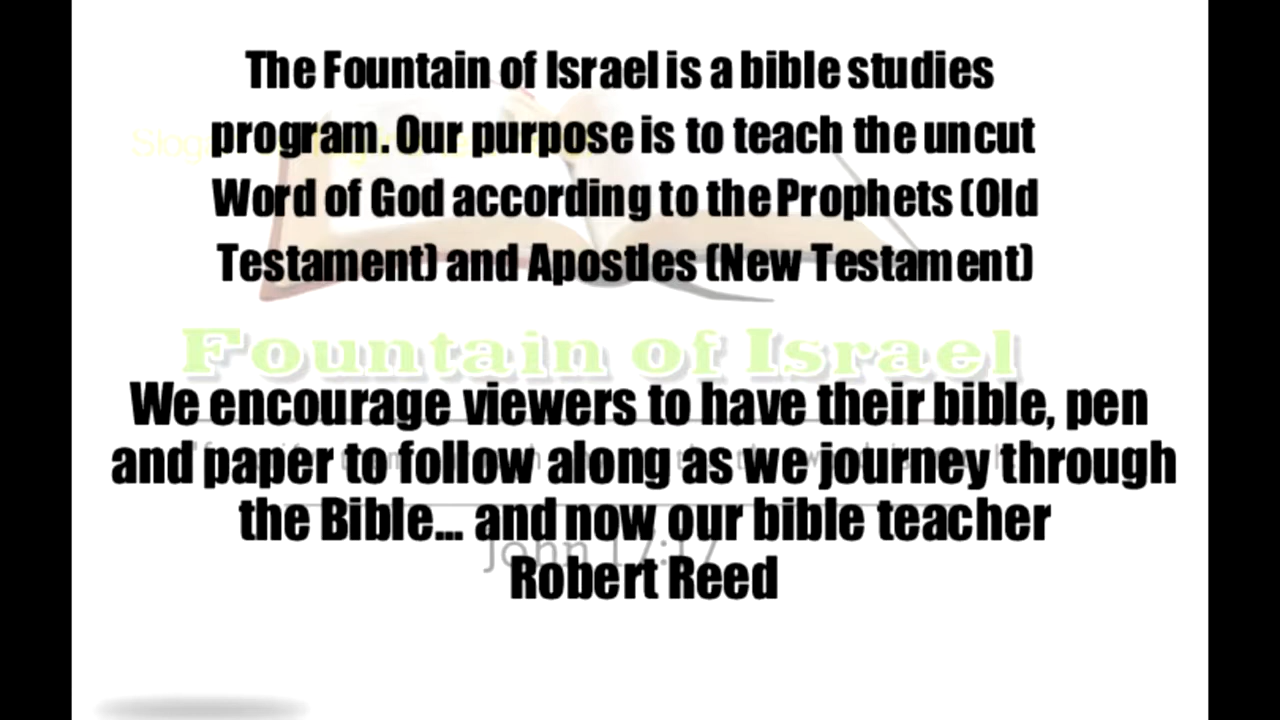 The Fountain of Israel is a bible studies
program. Our purpose is to teach the uncut
Word of God according to the Prophets (Old
Testament) and Apostles (New Testament)
Fountain of Israel
We encourage viewers to have their bible, pen
and paper to follow along as we journey through
the Bible... and now our bible teacher
John 17:17
Robert Reed